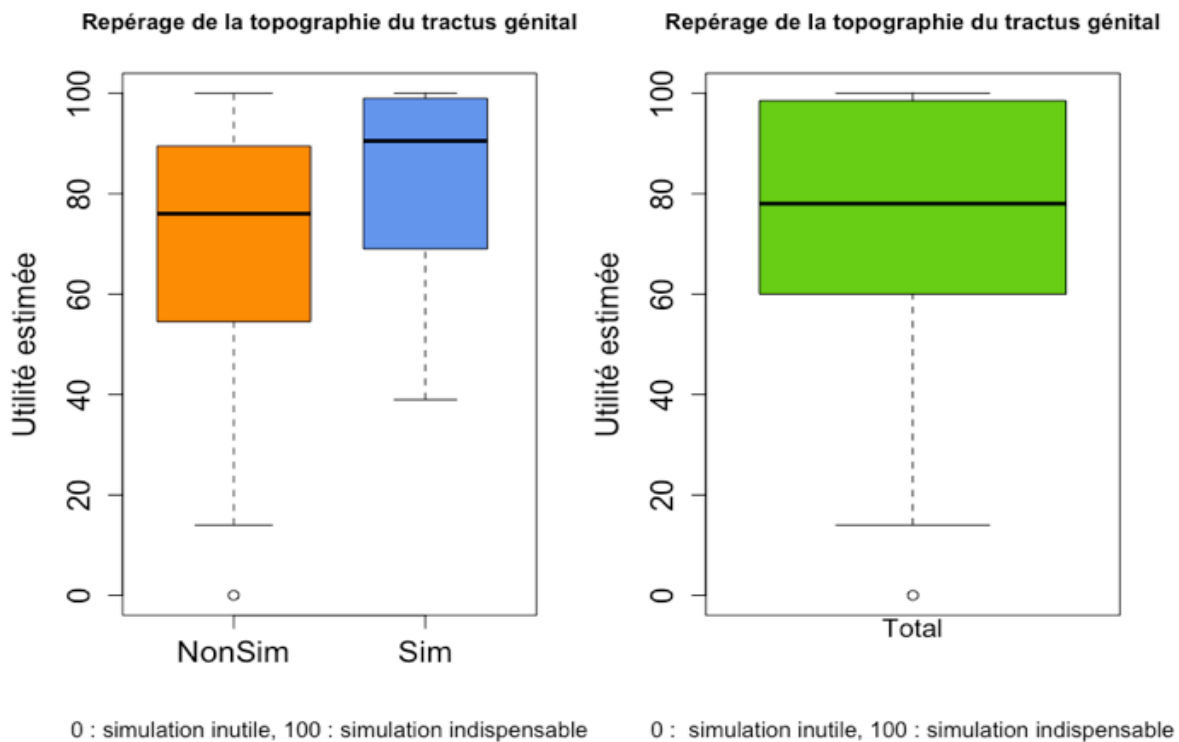 Repérage de la topographie du tractus génital
Utilité estimée
100
80
60
40
20
0
NonSim Sim
0 : simulation inutile, 100 : simulation indispensable
Repérage de la topographie du tractus génital
Utilité estimée
100
80
60
40
20
0
Total
0 : simulation inutile, 100 : simulation indispensable